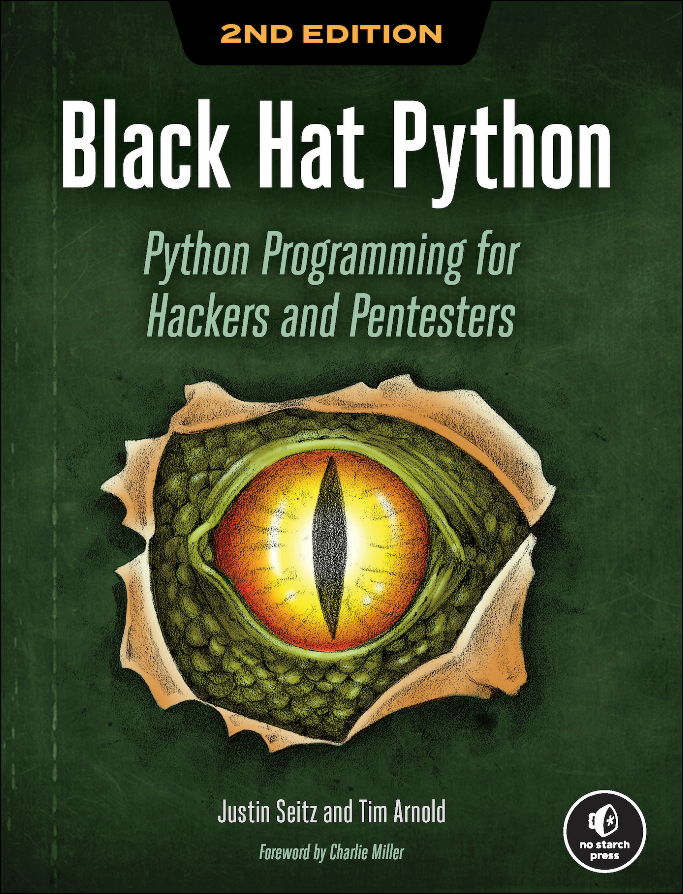 2ND EDITION
Black Hat Python
Python Programming for
Hackers and Pentesters
Justin Seitz and Tim Arnold
Foreword by Charlie Miller
no starch
press